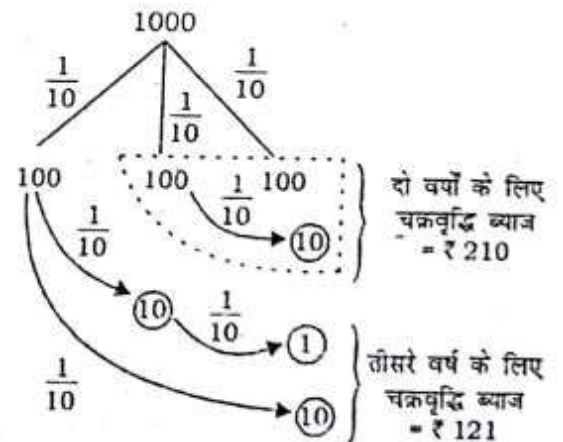 1000
1/10 1/10 1/10
100 100 1/10 100
10
दो वर्षों के लिए
चक्रवृद्धि ब्याज
= ₹ 210
1/10
10 1/10 1
1/10
10
तीसरे वर्ष के लिए
चक्रवृद्धि ब्याज
= ₹ 121